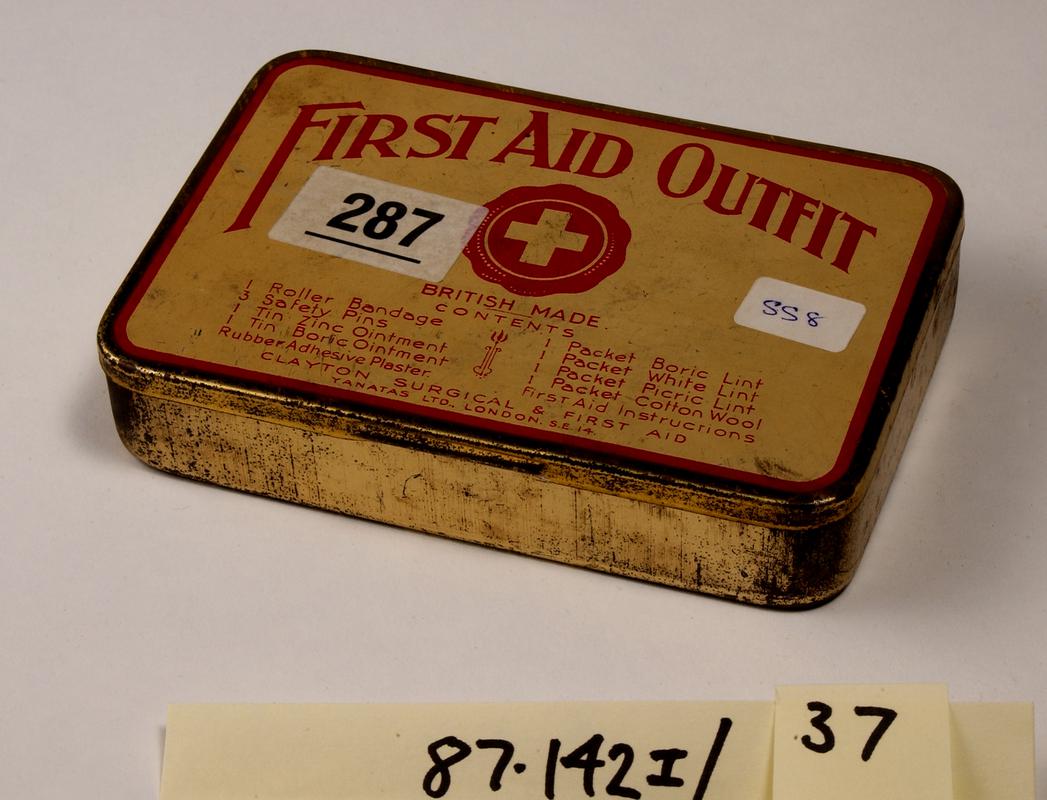 FIRST AID OUTFIT
287
SS8
BRITISH MADE
CONTENTS
1 Roller Bandage
3 Safety Pins
1 Tin Zinc Ointment
1 Tin Boric Ointment
Rubber Adhesive Plaster
1 Packet Boric Lint
1 Packet White Lint
1 Packet Picric Lint
1 Packet Cotton Wool
First Aid Instructions
CLAYTON SURGICAL & FIRST AID
YANATAS LTD., LONDON. S.E.14.
37
87.142I/